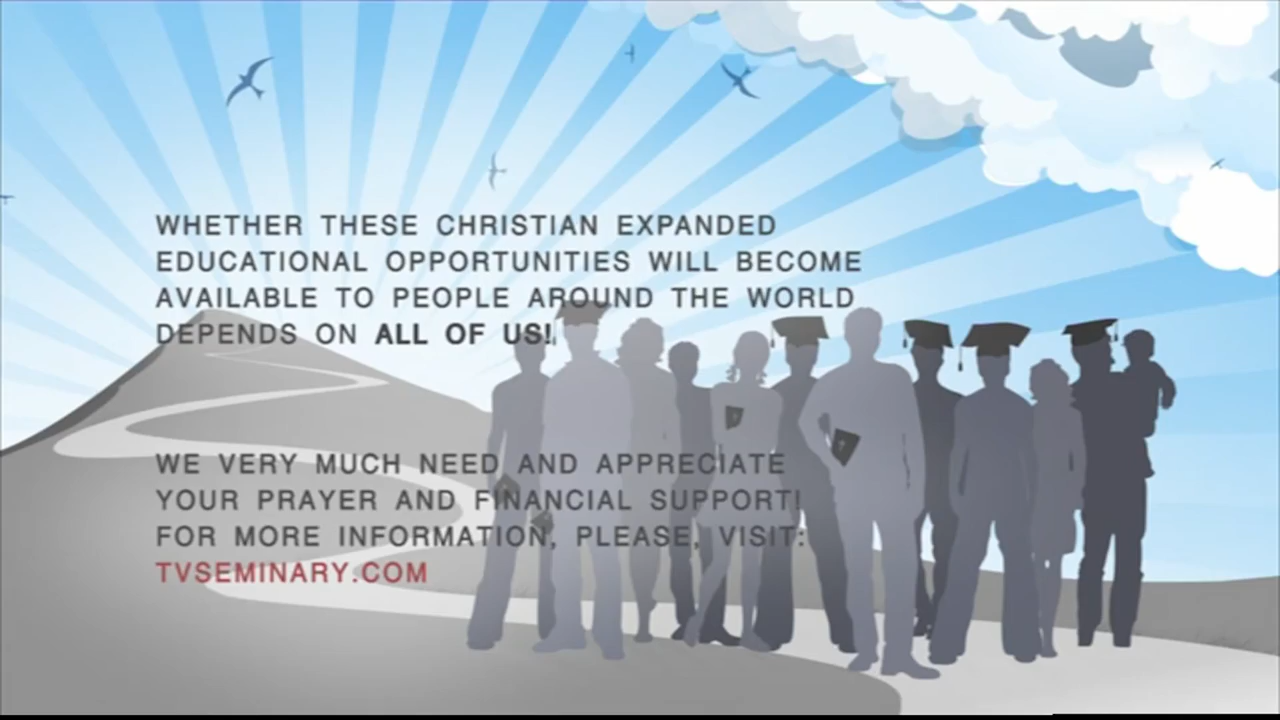 WHETHER THESE CHRISTIAN EXPANDED
EDUCATIONAL OPPORTUNITIES WILL BECOME
AVAILABLE TO PEOPLE AROUND THE WORLD
DEPENDS ON ALL OF US!
WE VERY MUCH NEED AND APPRECIATE
YOUR PRAYER AND FINANCIAL SUPPORT!
FOR MORE INFORMATION, PLEASE, VISIT:
TVSEMINARY.COM